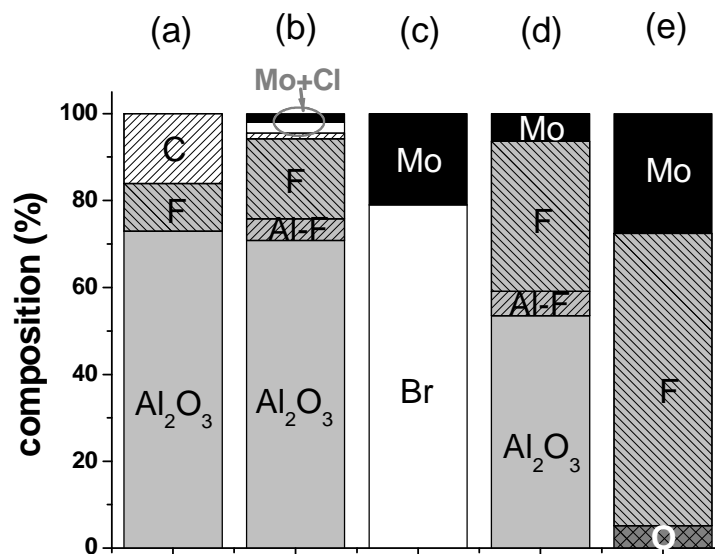 (a) (b) (c) (d) (e)
Mo+Cl
100
80
60
40
20
0
composition (%)
C
F
Al₂O₃
F
Al-F
Al₂O₃
Mo
Br
Mo
F
Al-F
Al₂O₃
Mo
F
O